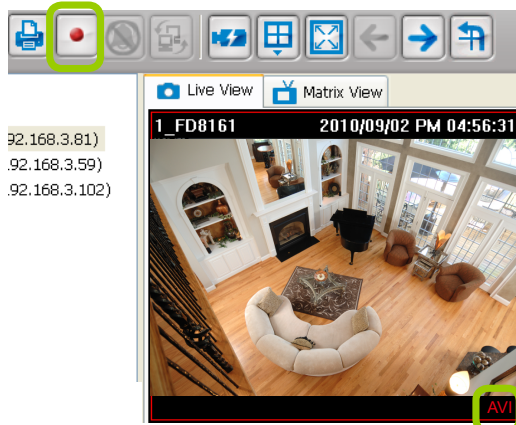 Live View
Matrix View
92.168.3.81)
.92.168.3.59)
.92.168.3.102)
1_FD8161
2010/09/02 PM 04:56:31
AVI